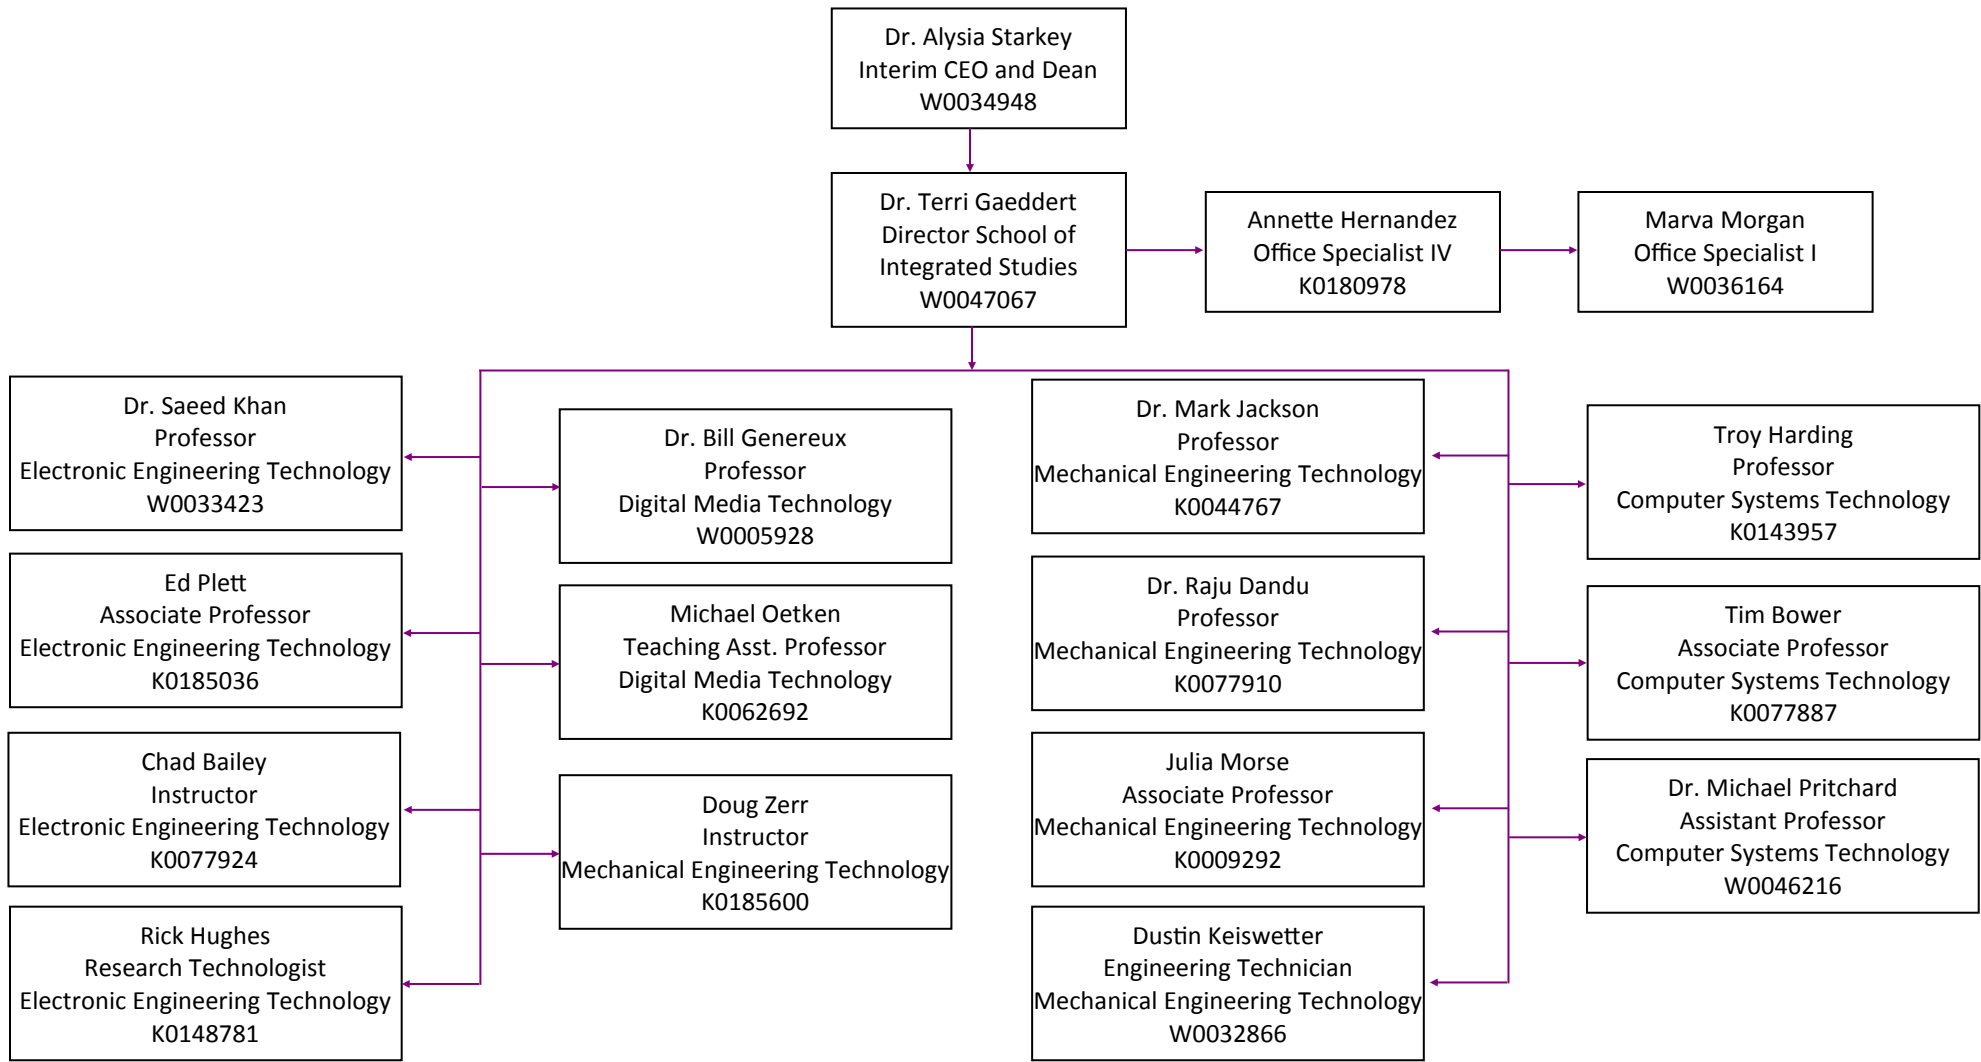 Dr. Alysia Starkey
Interim CEO and Dean
W0034948
Dr. Terri Gaeddert
Director School of
Integrated Studies
W0047067
Annette Hernandez
Office Specialist IV
K0180978
Marva Morgan
Office Specialist I
W0036164
Dr. Saeed Khan
Professor
Electronic Engineering Technology
W0033423
Ed Plett
Associate Professor
Electronic Engineering Technology
K0185036
Chad Bailey
Instructor
Electronic Engineering Technology
K0077924
Rick Hughes
Research Technologist
Electronic Engineering Technology
K0148781
Dr. Bill Genereux
Professor
Digital Media Technology
W0005928
Michael Oetken
Teaching Asst. Professor
Digital Media Technology
K0062692
Doug Zerr
Instructor
Mechanical Engineering Technology
K0185600
Dr. Mark Jackson
Professor
Mechanical Engineering Technology
K0044767
Dr. Raju Dandu
Professor
Mechanical Engineering Technology
K0077910
Julia Morse
Associate Professor
Mechanical Engineering Technology
K0009292
Dustin Keiswetter
Engineering Technician
Mechanical Engineering Technology
W0032866
Troy Harding
Professor
Computer Systems Technology
K0143957
Tim Bower
Associate Professor
Computer Systems Technology
K0077887
Dr. Michael Pritchard
Assistant Professor
Computer Systems Technology
W0046216